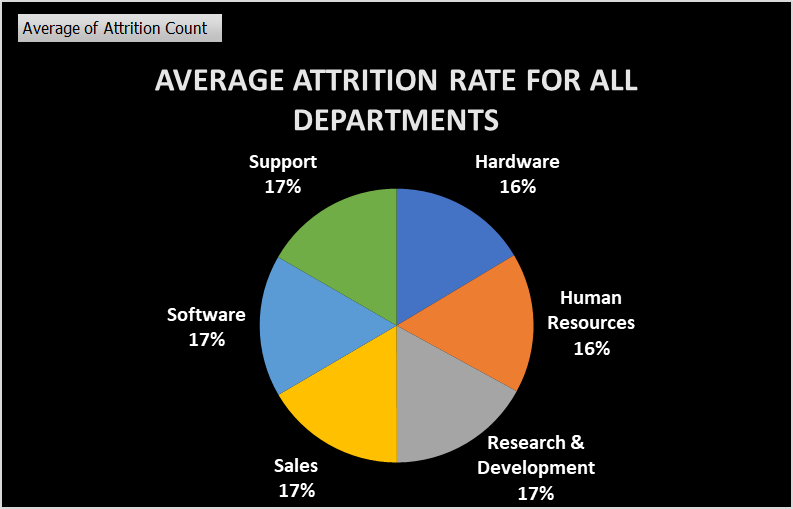 Average of Attrition Count
AVERAGE ATTRITION RATE FOR ALL
DEPARTMENTS
Support
17%
Hardware
16%
Human
Resources
16%
Software
17%
Research &
Development
17%
Sales
17%